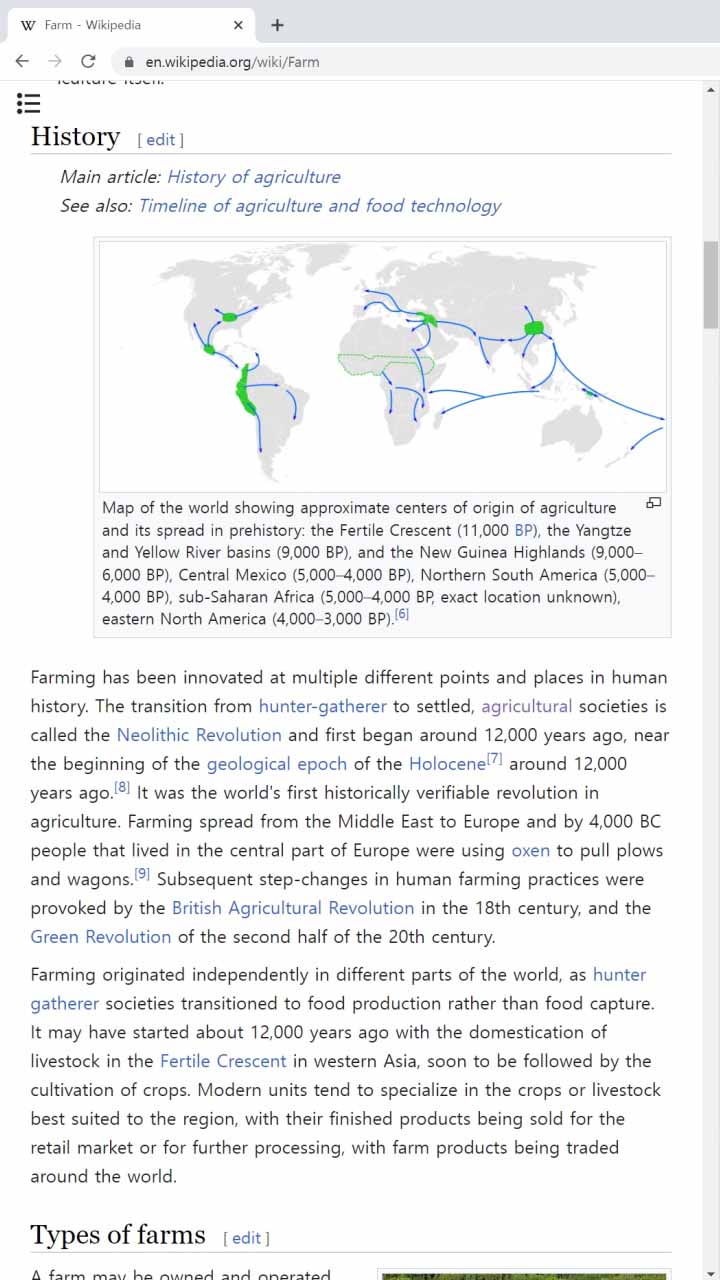 Farm - Wikipedia
en.wikipedia.org/wiki/Farm
iculture itself.
History [ edit ]
Main article: History of agriculture
See also: Timeline of agriculture and food technology
Map of the world showing approximate centers of origin of agriculture
and its spread in prehistory: the Fertile Crescent (11,000 BP), the Yangtze
and Yellow River basins (9,000 BP), and the New Guinea Highlands (9,000–
6,000 BP), Central Mexico (5,000–4,000 BP), Northern South America (5,000–
4,000 BP), sub-Saharan Africa (5,000–4,000 BP, exact location unknown),
eastern North America (4,000–3,000 BP).[6]
Farming has been innovated at multiple different points and places in human
history. The transition from hunter-gatherer to settled, agricultural societies is
called the Neolithic Revolution and first began around 12,000 years ago, near
the beginning of the geological epoch of the Holocene[7] around 12,000
years ago.[8] It was the world's first historically verifiable revolution in
agriculture. Farming spread from the Middle East to Europe and by 4,000 BC
people that lived in the central part of Europe were using oxen to pull plows
and wagons.[9] Subsequent step-changes in human farming practices were
provoked by the British Agricultural Revolution in the 18th century, and the
Green Revolution of the second half of the 20th century.
Farming originated independently in different parts of the world, as hunter
gatherer societies transitioned to food production rather than food capture.
It may have started about 12,000 years ago with the domestication of
livestock in the Fertile Crescent in western Asia, soon to be followed by the
cultivation of crops. Modern units tend to specialize in the crops or livestock
best suited to the region, with their finished products being sold for the
retail market or for further processing, with farm products being traded
around the world.
Types of farms [ edit ]
A farm may be owned and operated